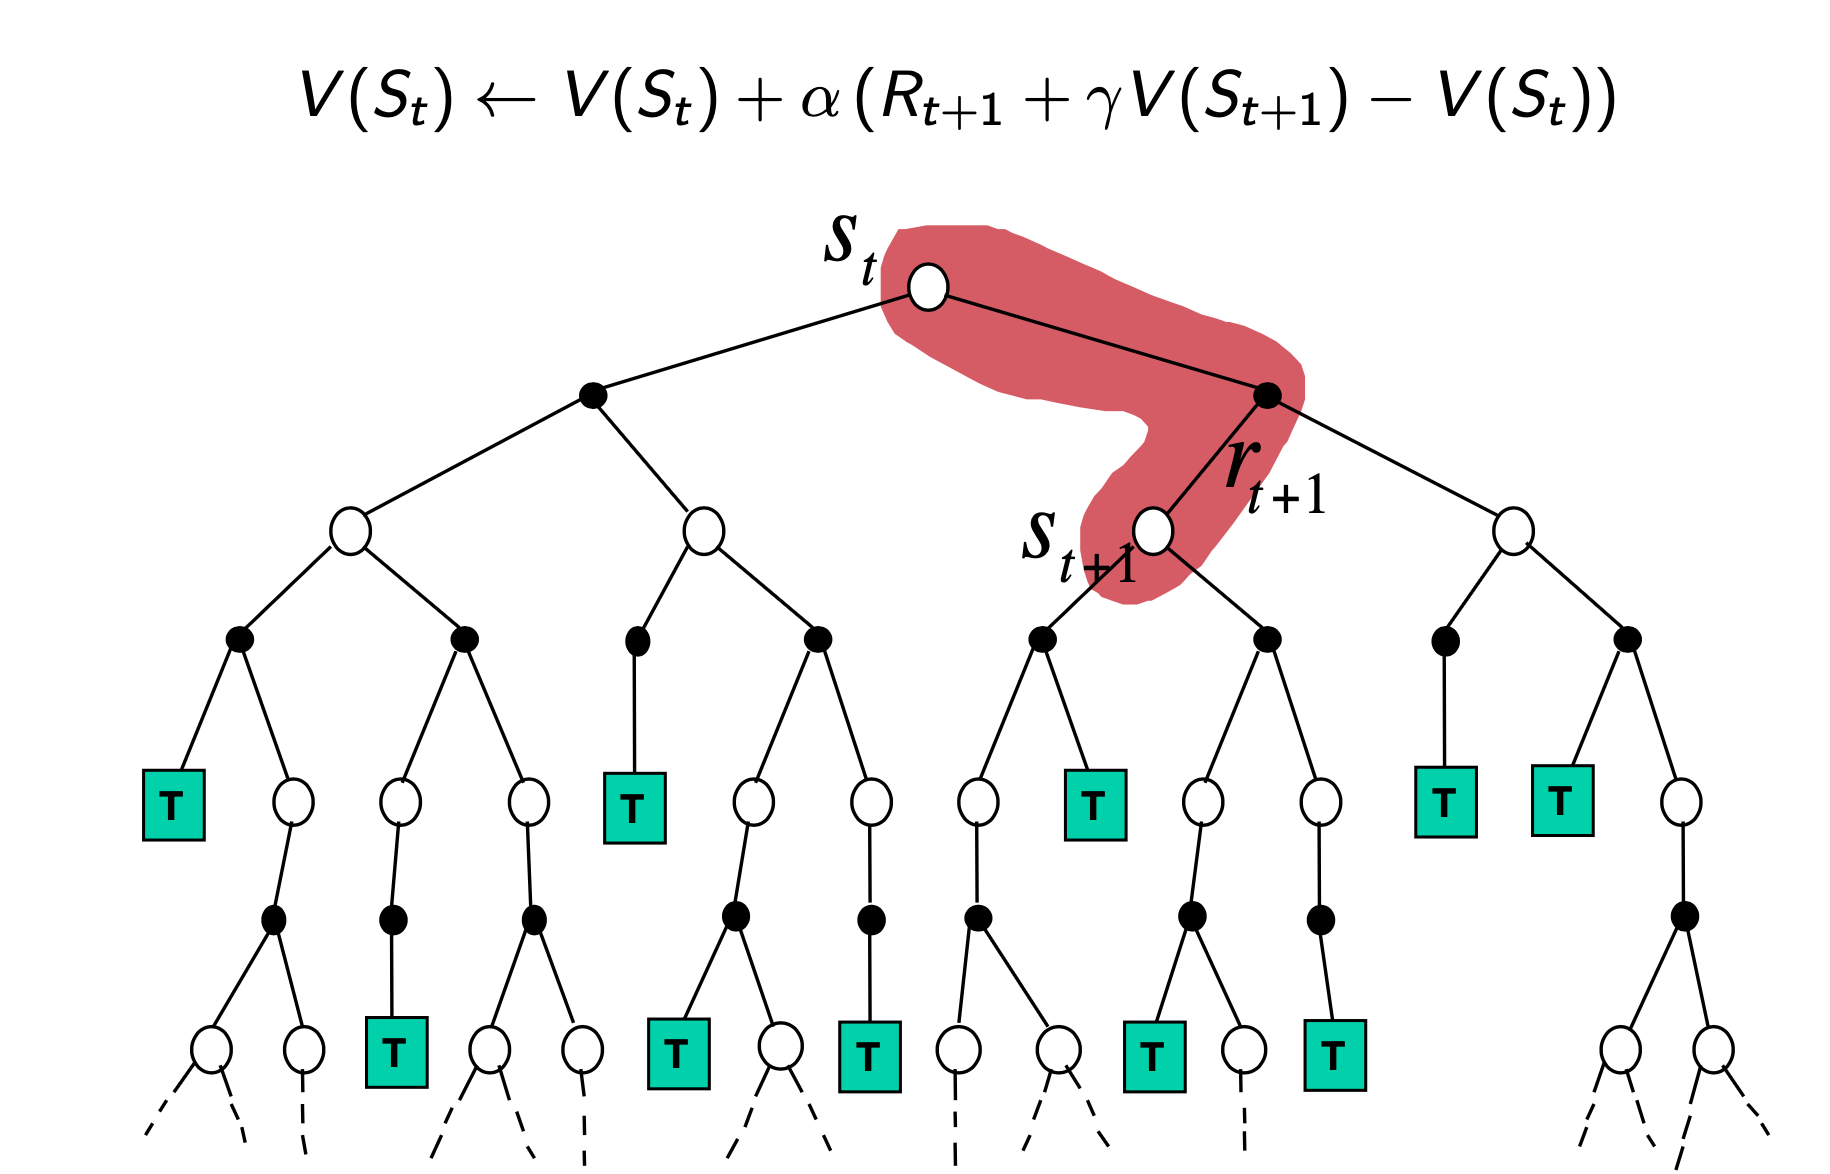 V(S_t) ← V(S_t) + α (R_{t+1} + γV(S_{t+1}) − V(S_t))
s_t
r_{t+1}
s_{t+1}
T T T T T
T T T T T